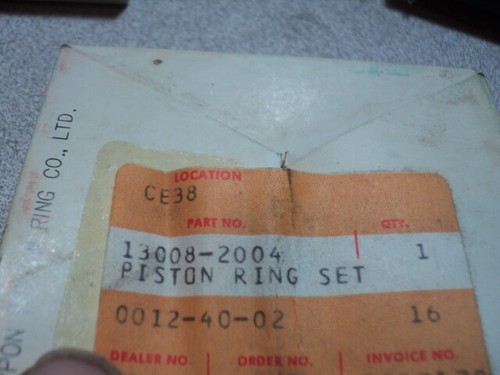 RING CO., LTD.
PON
LOCATION
CE38
PART NO. QTY.
13008-2004 1
PISTON RING SET
0012-40-02 16
DEALER NO. ORDER NO. INVOICE NO.